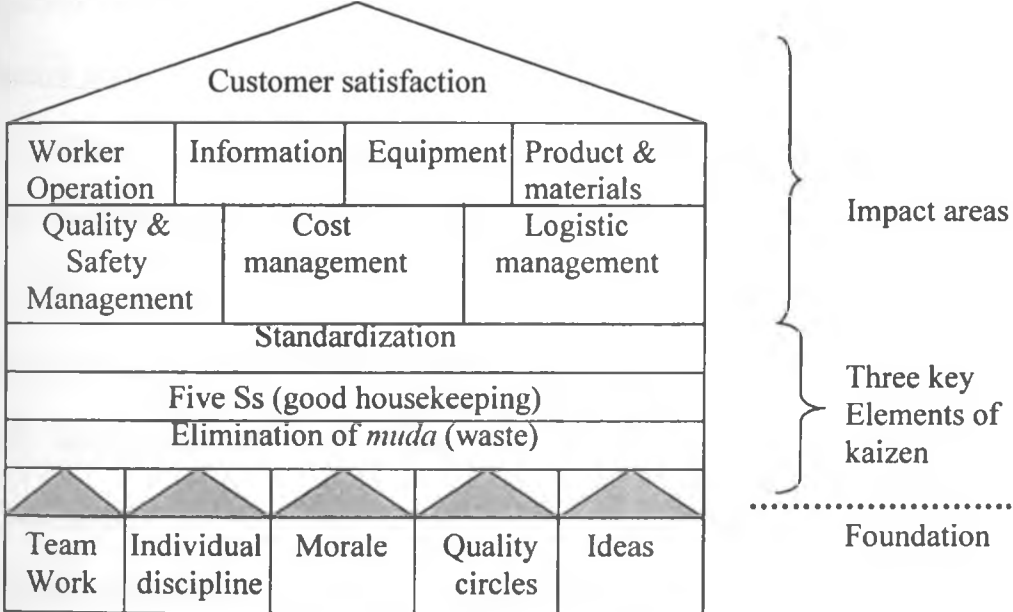 Customer satisfaction
Worker Operation
Information
Equipment
Product & materials
Quality & Safety Management
Cost management
Logistic management
Impact areas
Standardization
Five Ss (good housekeeping)
Elimination of muda (waste)
Three key Elements of kaizen
Team Work
Individual discipline
Morale
Quality circles
Ideas
Foundation